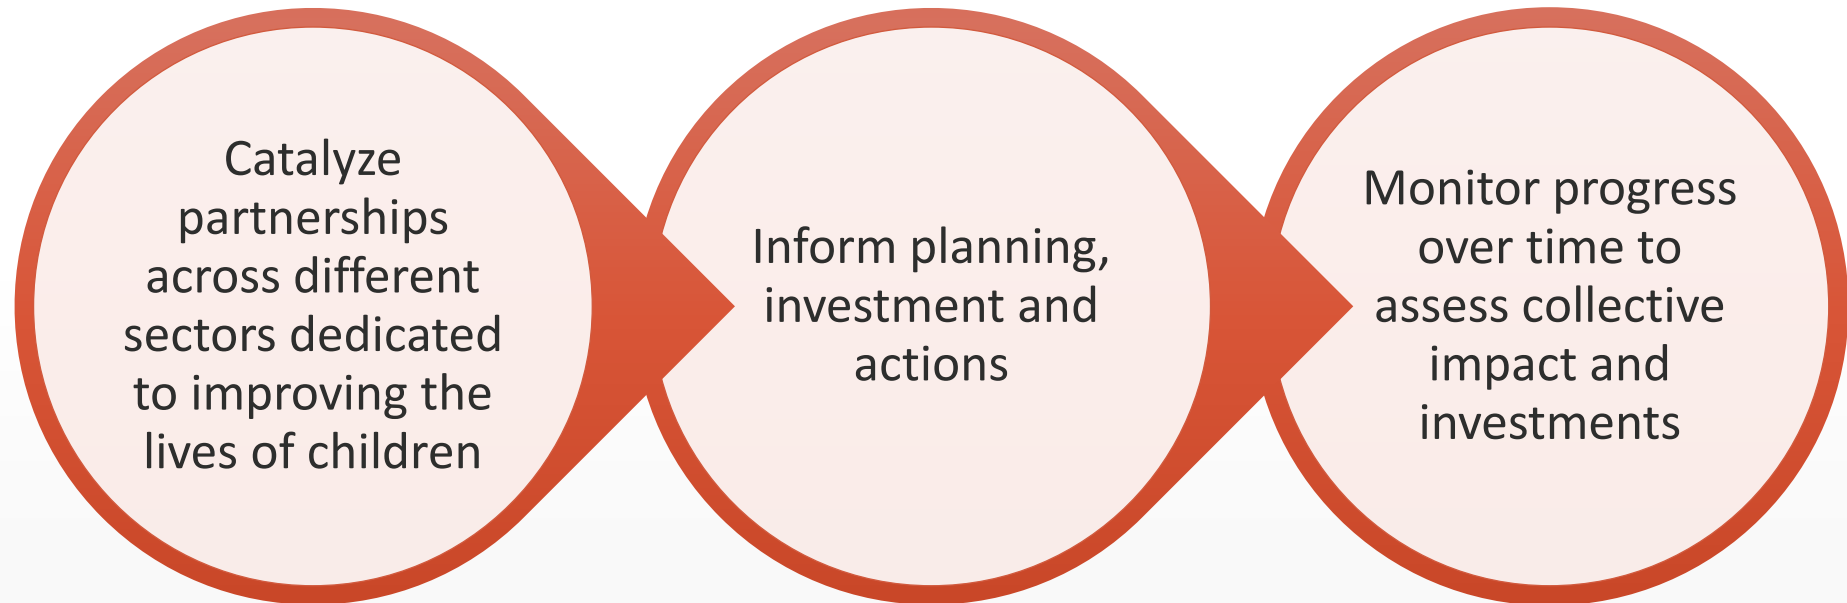 Catalyze
partnerships
across different
sectors dedicated
to improving the
lives of children
Inform planning,
investment and
actions
Monitor progress
over time to
assess collective
impact and
investments